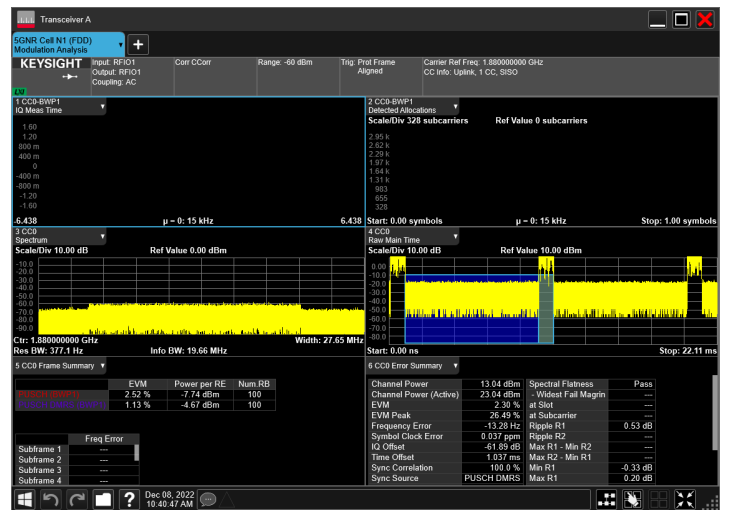 Transceiver A
5GNR Cell N1 (FDD)
Modulation Analysis
KEYSIGHT
Input: RFIO1
Output: RFIO1
Coupling: AC
Corr CCorr
Range: -60 dBm
Trig: Prot Frame
Aligned
Carrier Ref Freq: 1.880000000 GHz
CC Info: Uplink, 1 CC, SISO
1 CC0-BWP1
IQ Meas Time
1.60
1.20
800 m
400 m
0
-400 m
-800 m
-1.20
-1.60
-6.438
μ = 0: 15 kHz
6.438
2 CC0-BWP1
Detected Allocations
Scale/Div 328 subcarriers
Ref Value 0 subcarriers
2.95 k
2.62 k
2.29 k
1.97 k
1.64 k
1.31 k
983
655
328
Start: 0.00 symbols
μ = 0: 15 kHz
Stop: 1.00 symbols
3 CC0
Spectrum
Scale/Div 10.00 dB
Ref Value 0.00 dBm
-10.0
-20.0
-30.0
-40.0
-50.0
-60.0
-70.0
-80.0
-90.0
Ctr: 1.880000000 GHz
Width: 27.65 MHz
Res BW: 377.1 Hz
Info BW: 19.66 MHz
4 CC0
Raw Main Time
Scale/Div 10.00 dB
Ref Value 10.00 dBm
0.00
-10.0
-20.0
-30.0
-40.0
-50.0
-60.0
-70.0
-80.0
Start: 0.00 ns
Stop: 22.11 ms
5 CC0 Frame Summary
EVM Power per RE Num.RB
2.52 % -7.74 dBm 100
1.13 % -4.67 dBm 100
Freq Error
Subframe 1 ---
Subframe 2 ---
Subframe 3 ---
Subframe 4 ---
6 CC0 Error Summary
Channel Power 13.04 dBm Spectral Flatness Pass
Channel Power (Active) 23.04 dBm - Widest Fail Magrin ---
EVM 2.30 % at Slot ---
EVM Peak 26.49 % at Subcarrier ---
Frequency Error -13.28 Hz Ripple R1 0.53 dB
Symbol Clock Error 0.037 ppm Ripple R2 ---
IQ Offset -61.89 dB Max R1 - Min R2 ---
Time Offset 1.037 ms Max R2 - Min R1 ---
Sync Correlation 100.0 % Min R1 -0.33 dB
Sync Source PUSCH DMRS Max R1 0.20 dB
?
Dec 08, 2022
10:40:47 AM